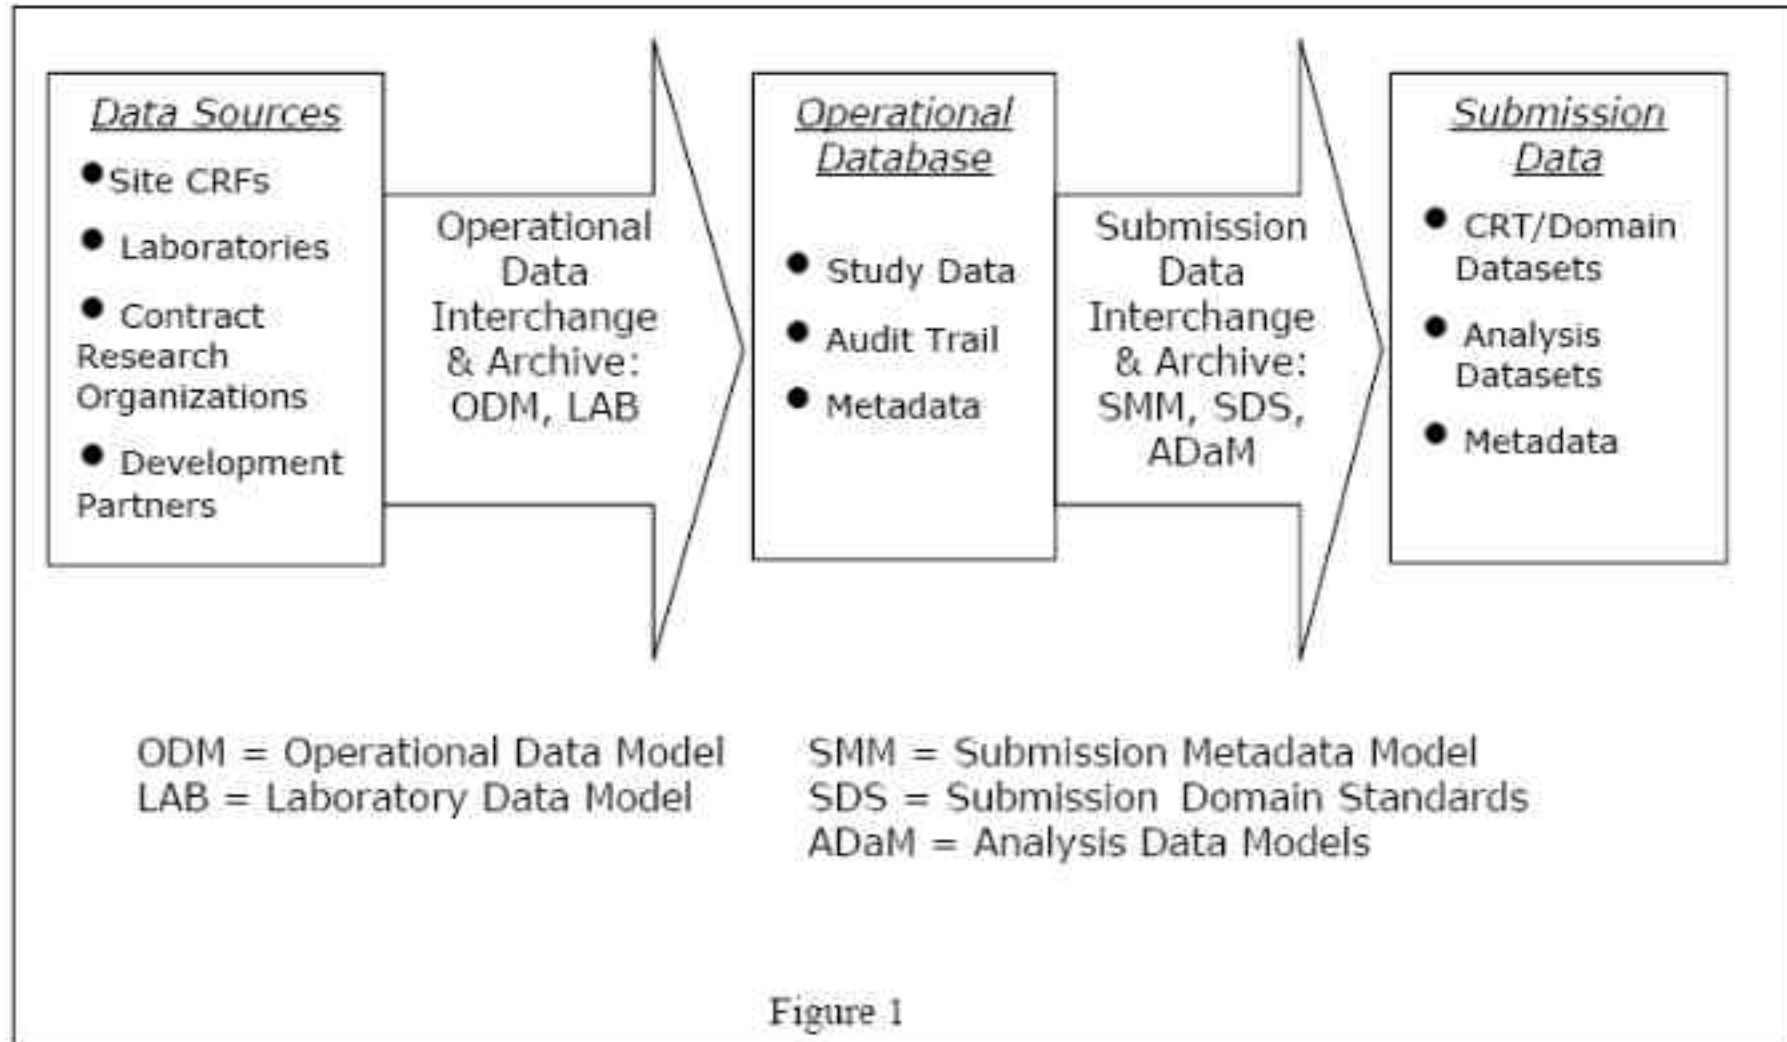 Data Sources
● Site CRFs
● Laboratories
● Contract
Research
Organizations
● Development
Partners
Operational
Data
Interchange
& Archive:
ODM, LAB
Operational
Database
● Study Data
● Audit Trail
● Metadata
Submission
Data
Interchange
& Archive:
SMM, SDS,
ADaM
Submission
Data
● CRT/Domain
Datasets
● Analysis
Datasets
● Metadata
ODM = Operational Data Model
LAB = Laboratory Data Model
SMM = Submission Metadata Model
SDS = Submission Domain Standards
ADaM = Analysis Data Models
Figure 1